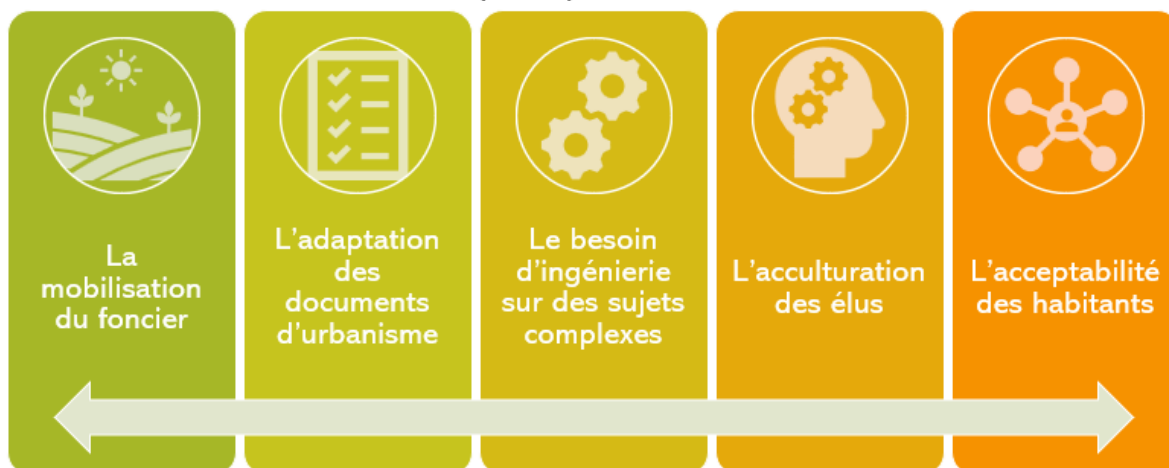 La
mobilisation
du foncier
L'adaptation
des
documents
d'urbanisme
Le besoin
d'ingénierie
sur des sujets
complexes
L'acculturation
des élus
L'acceptabilité
des habitants